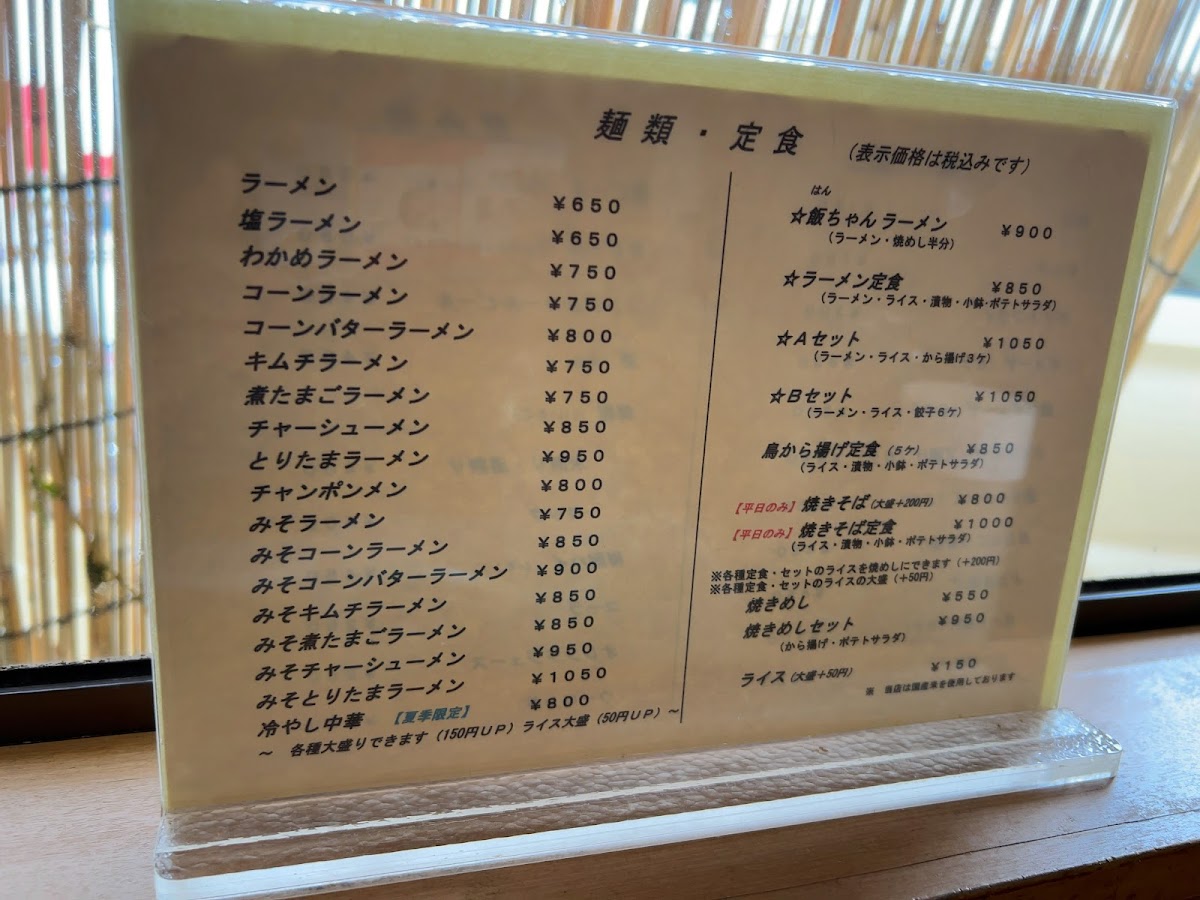 麺類・定食 (表示価格は税込みです)
ラーメン ¥650
塩ラーメン ¥650
わかめラーメン ¥750
コーンラーメン ¥750
コーンバターラーメン ¥800
キムチラーメン ¥750
煮たまごラーメン ¥750
チャーシューメン ¥850
とりたまラーメン ¥950
チャンポンメン ¥800
みそラーメン ¥750
みそコーンラーメン ¥850
みそコーンバターラーメン ¥900
みそキムチラーメン ¥850
みそ煮たまごラーメン ¥850
みそチャーシューメン ¥950
みそとりたまラーメン ¥1050
冷やし中華 【夏季限定】 ¥800
～ 各種大盛りできます(150円UP)ライス大盛(50円UP)～
はん
☆飯ちゃんラーメン ¥900
(ラーメン・焼めし半分)
☆ラーメン定食 ¥850
(ラーメン・ライス・漬物・小鉢・ポテトサラダ)
☆Aセット ¥1050
(ラーメン・ライス・から揚げ3ケ)
☆Bセット ¥1050
(ラーメン・ライス・餃子6ケ)
鳥から揚げ定食(5ケ) ¥850
(ライス・漬物・小鉢・ポテトサラダ)
【平日のみ】焼きそば(大盛+200円) ¥800
【平日のみ】焼きそば定食 ¥1000
(ライス・漬物・小鉢・ポテトサラダ)
※各種定食・セットのライスを焼めしにできます(+200円)
※各種定食・セットのライスの大盛(+50円)
焼きめし ¥550
焼きめしセット ¥950
(から揚げ・ポテトサラダ)
ライス(大盛+50円) ¥150
※ 当店は国産米を使用しております